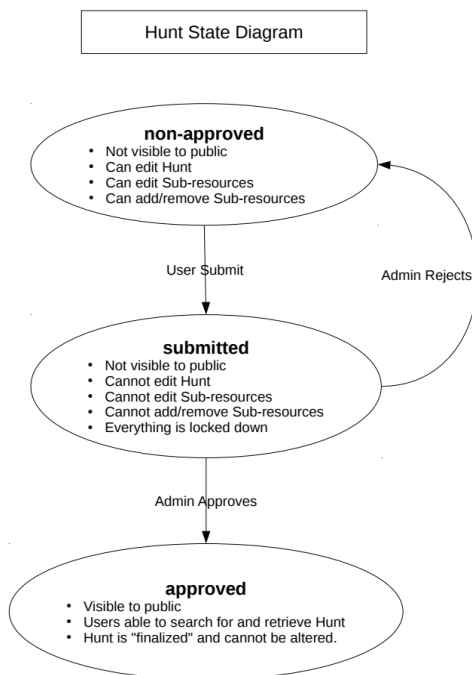 Hunt State Diagram
non-approved
• Not visible to public
• Can edit Hunt
• Can edit Sub-resources
• Can add/remove Sub-resources
User Submit
Admin Rejects
submitted
• Not visible to public
• Cannot edit Hunt
• Cannot edit Sub-resources
• Cannot add/remove Sub-resources
• Everything is locked down
Admin Approves
approved
• Visible to public
• Users able to search for and retrieve Hunt
• Hunt is "finalized" and cannot be altered.